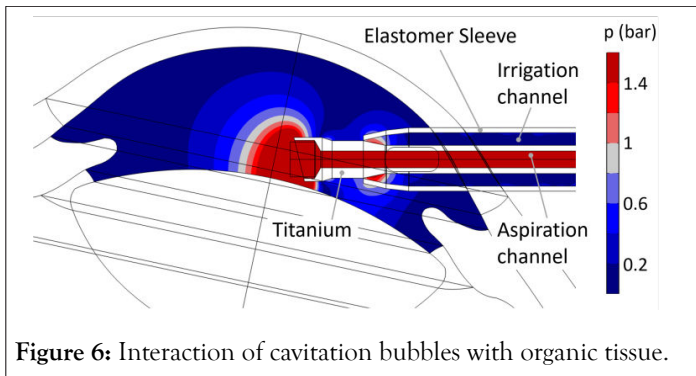 p (bar)
Elastomer Sleeve
Irrigation
channel
1.4
1
0.6
0.2
Titanium
Aspiration
channel
Figure 6: Interaction of cavitation bubbles with organic tissue.